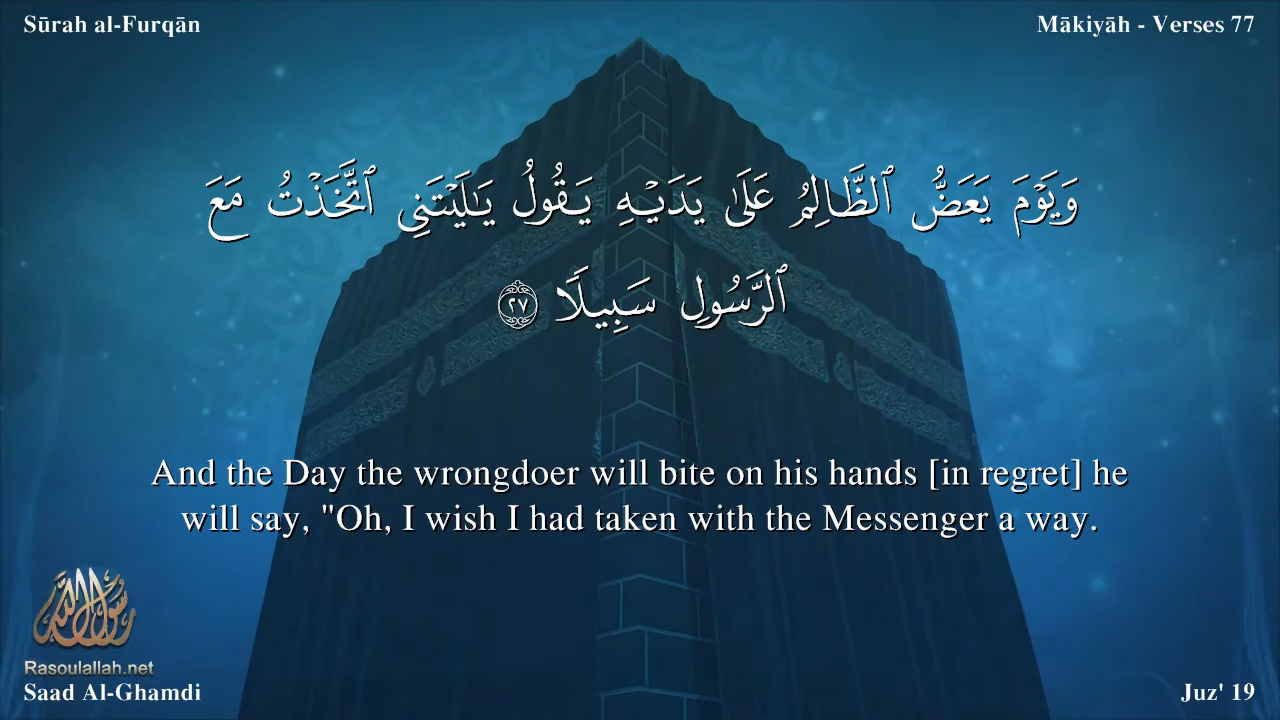 Sūrah al-Furqān
Mākiyāh - Verses 77
وَيَوْمَ يَعَضُّ ٱلظَّالِمُ عَلَىٰ يَدَيْهِ يَقُولُ يَـٰلَيْتَنِى ٱتَّخَذْتُ مَعَ
ٱلرَّسُولِ سَبِيلًا ٢٧
And the Day the wrongdoer will bite on his hands [in regret] he
will say, "Oh, I wish I had taken with the Messenger a way.
رسول الله
Rasoulallah.net
Saad Al-Ghamdi
Juz' 19